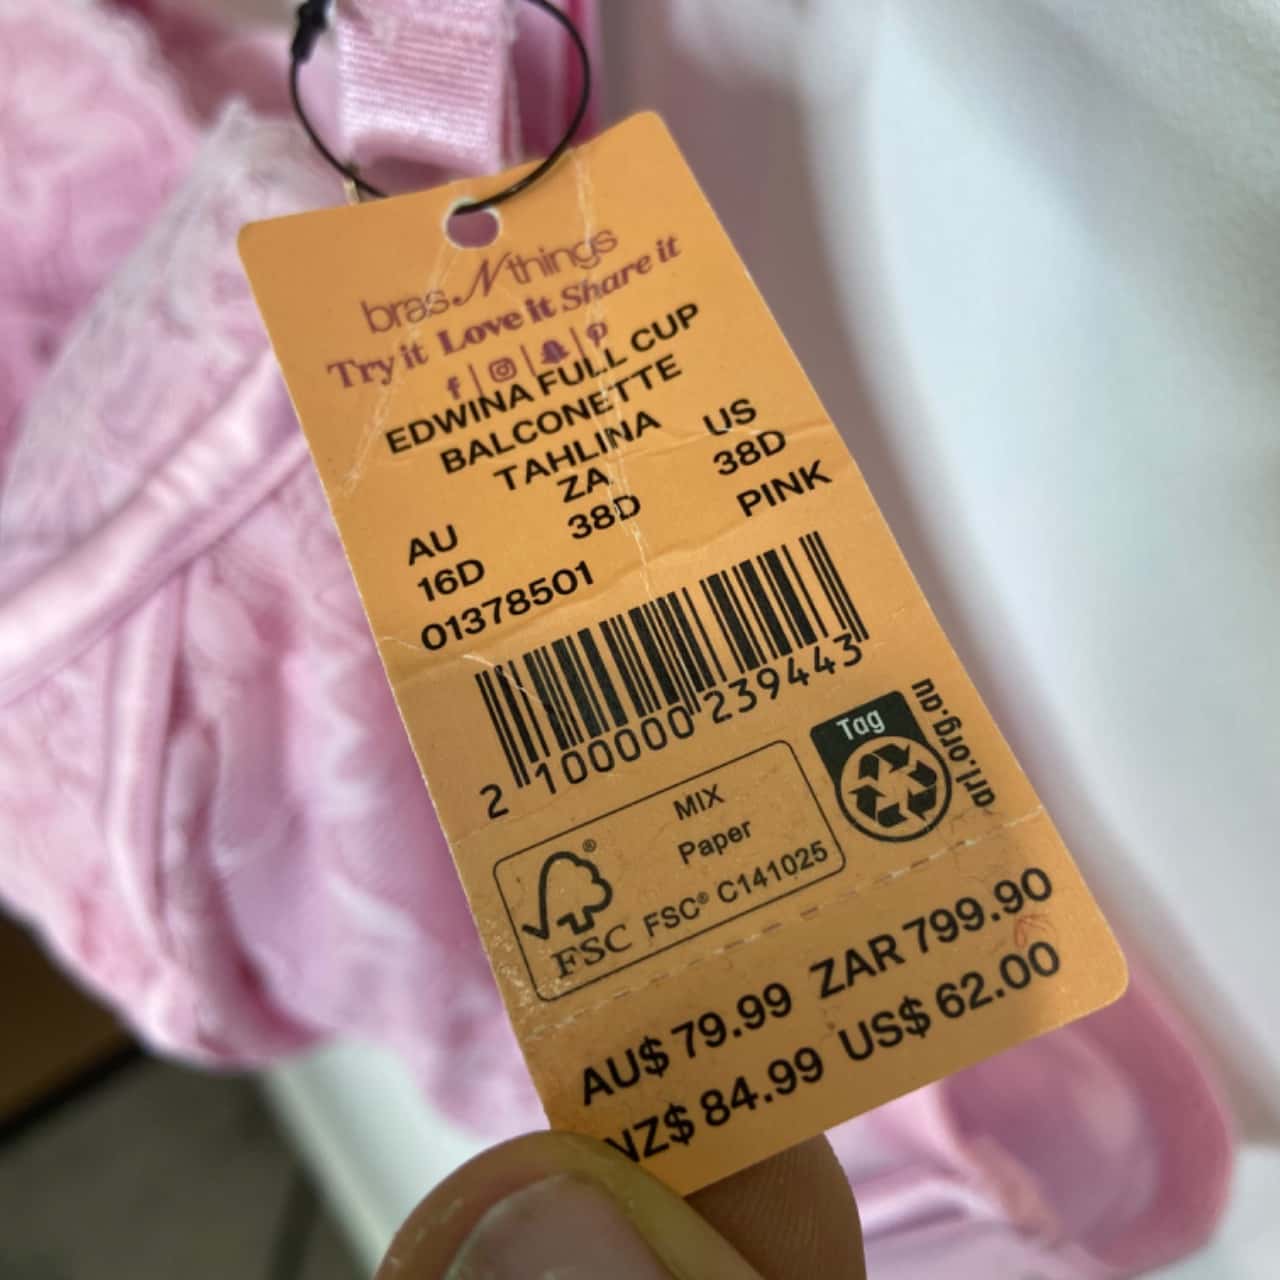 bras N things
Try it Love it Share it
EDWINA FULL CUP
BALCONETTE
TAHLINA
AU ZA US
16D 38D 38D
01378501 PINK
2 100000 239443
Tag
arl.org.au
MIX
Paper
FSC® C141025
FSC®
AU$ 79.99 ZAR 799.90
NZ$ 84.99 US$ 62.00